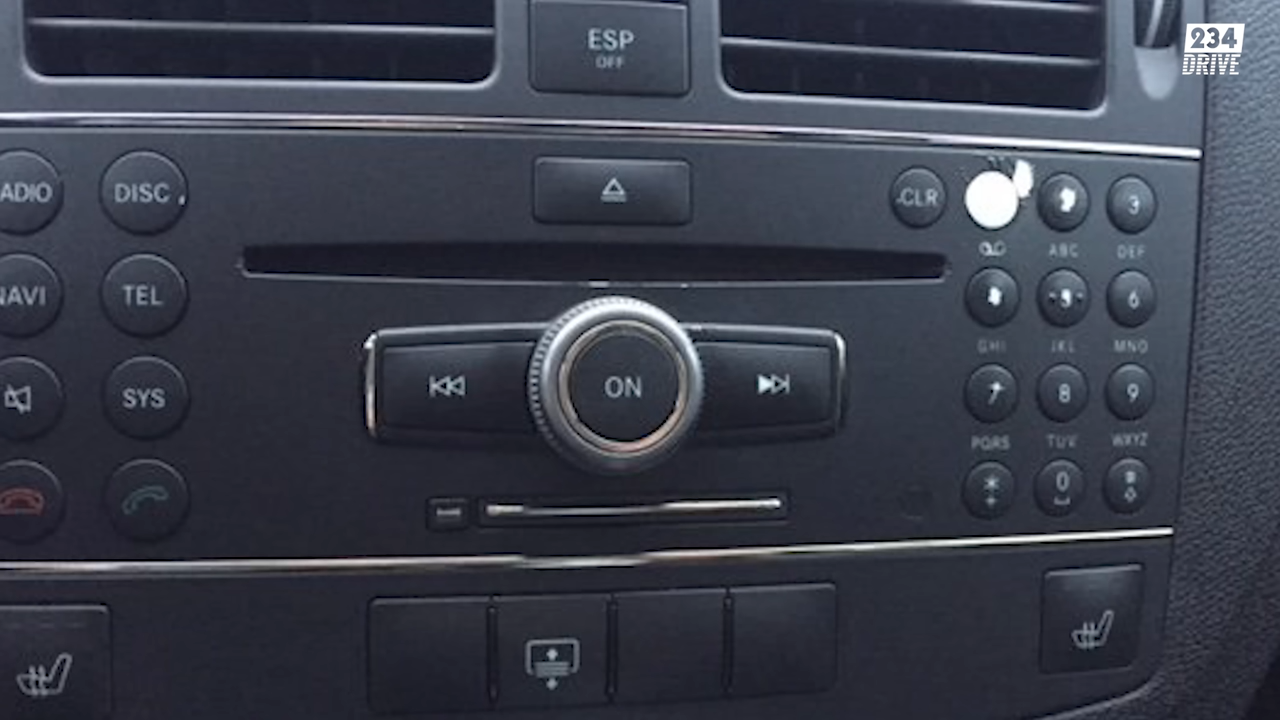 234
DRIVE
ESP
OFF
ADIO
DISC
CLR
3
ABC
DEF
NAVI
TEL
6
GHI
JKL
MNO
SYS
ON
7
8
9
PQRS
TUV
WXYZ
*
0